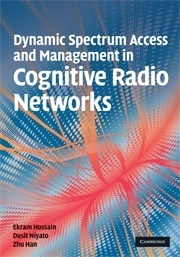 Dynamic Spectrum Access
and Management in
Cognitive Radio
Networks
Ekram Hossain
Dusit Niyato
Zhu Han
CAMBRIDGE